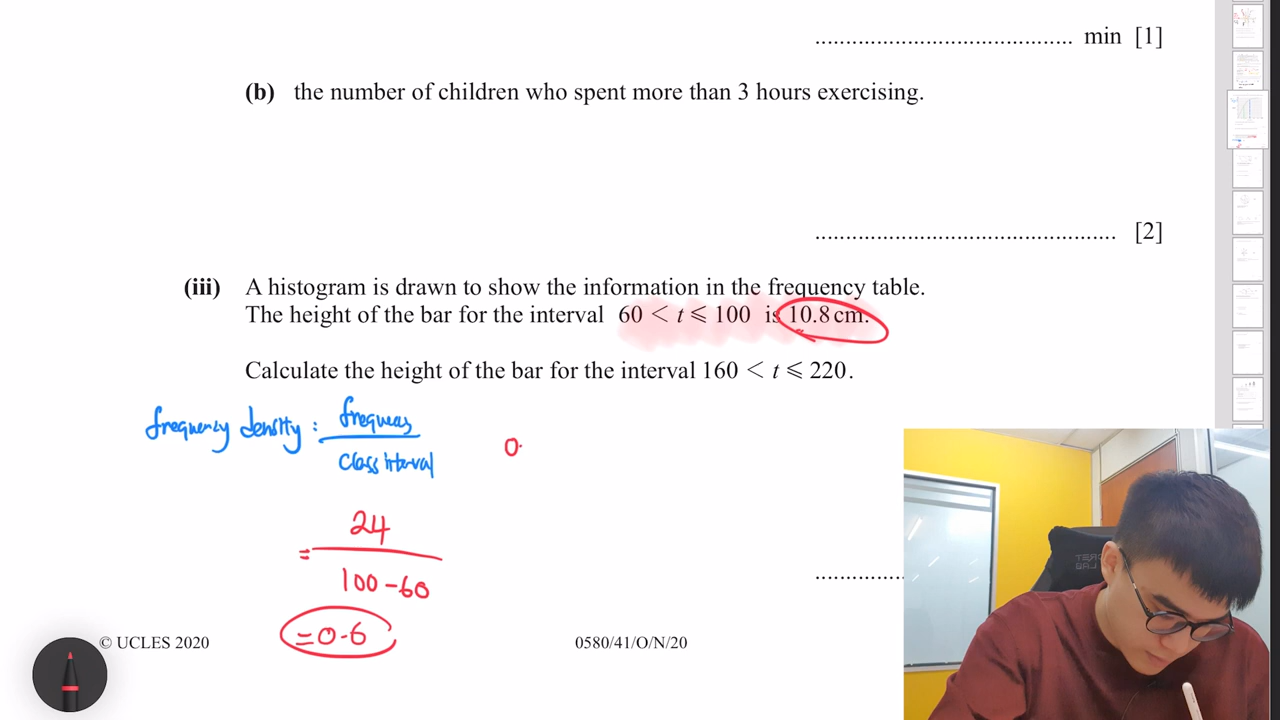 .......................................... min [1]
(b) the number of children who spent more than 3 hours exercising.
................................................. [2]
(iii) A histogram is drawn to show the information in the frequency table.
The height of the bar for the interval 60 < t ⩽ 100 is 10.8 cm.
Calculate the height of the bar for the interval 160 < t ⩽ 220.
frequency density : frequency
class interval
0.
= 24
100 - 60
= 0.6
...............
© UCLES 2020 0580/41/O/N/20